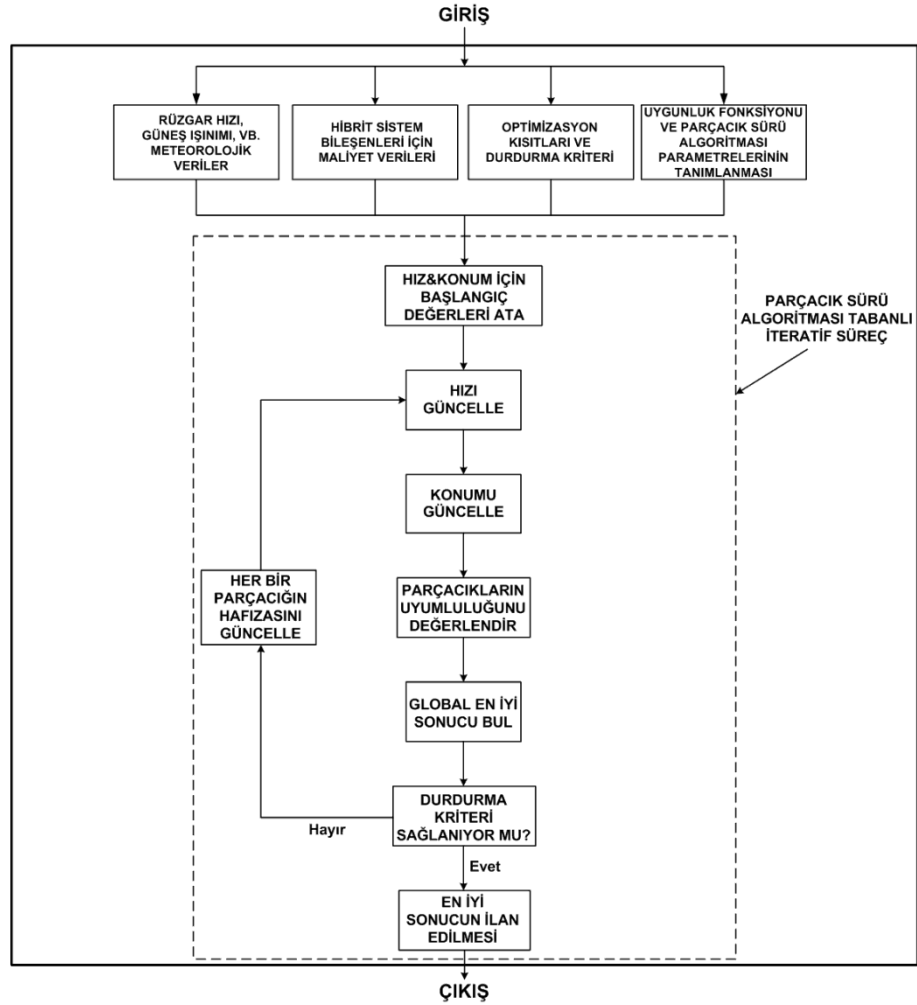 GİRİŞ
RÜZGAR HIZI,
GÜNEŞ IŞINIMI, VB.
METEOROLOJİK
VERİLER
HİBRİT SİSTEM
BİLEŞENLERİ İÇİN
MALİYET VERİLERİ
OPTİMİZASYON
KISITLARI VE
DURDURMA KRİTERİ
UYGUNLUK FONKSİYONU
VE PARÇACIK SÜRÜ
ALGORİTMASI
PARAMETRELERİNİN
TANIMLANMASI
HIZ&KONUM İÇİN
BAŞLANGIÇ
DEĞERLERİ ATA
PARÇACIK SÜRÜ
ALGORİTMASI TABANLI
İTERATİF SÜREÇ
HIZI
GÜNCELLE
KONUMU
GÜNCELLE
HER BİR
PARÇACIĞIN
HAFIZASINI
GÜNCELLE
PARÇACIKLARIN
UYUMLULUĞUNU
DEĞERLENDİR
GLOBAL EN İYİ
SONUCU BUL
DURDURMA
KRİTERİ
SAĞLANIYOR MU?
Hayır
Evet
EN İYİ
SONUCUN İLAN
EDİLMESİ
ÇIKIŞ